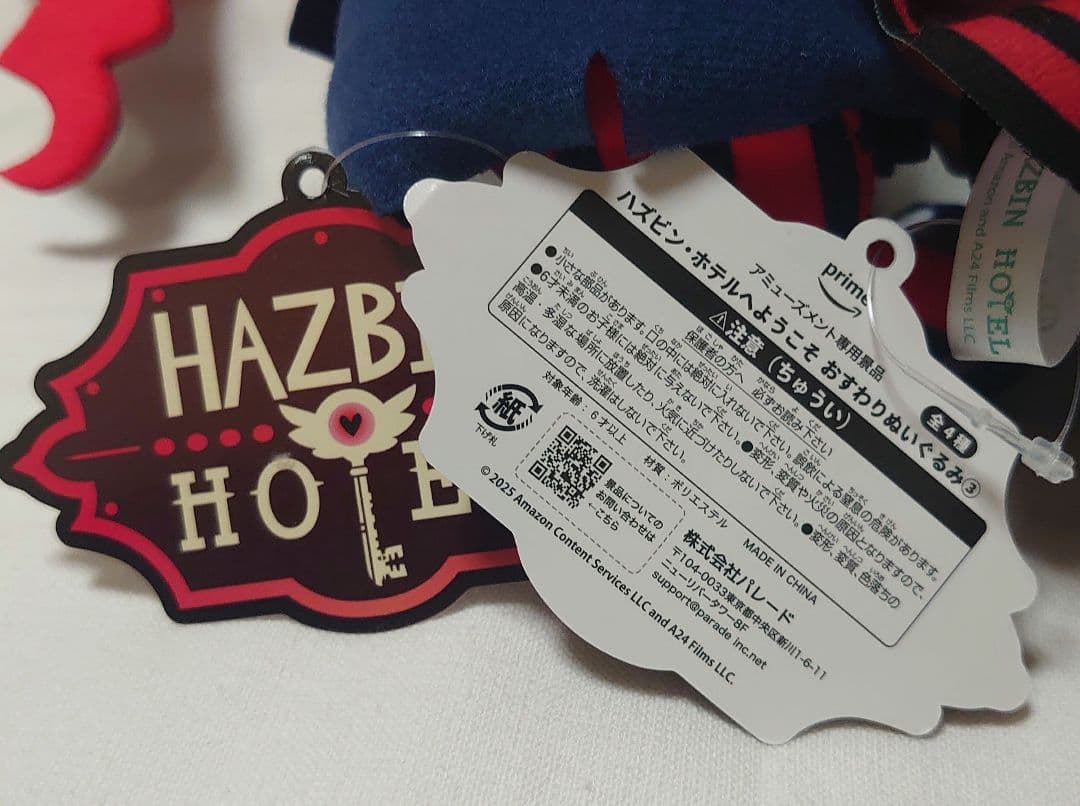 HAZBI
HOTE
prime
アミューズメント専用景品
ハズビン・ホテルへようこそ おすわりぬいぐるみ③
全4種
⚠注意（ちゅうい）
保護者の方へ 必ずお読み下さい
●小さな部品があります。口の中には絶対に入れないで下さい。誤飲による窒息の危険があります。
●6才未満のお子様には絶対に与えないで下さい。●変形、変質や火災の原因となりますので、
高温・多湿な場所に放置したり、火気に近づけたりしないで下さい。●変形、変質、色落ちの
原因になりますので、洗濯はしないで下さい。
対象年齢：6才以上
材質：ポリエステル
MADE IN CHINA
紙
下げ札
景品についての
お問い合わせは
←こちら
株式会社パレード
〒104-0033東京都中央区新川1-6-11
ニューリバータワー8F
support@parade inc.net
©2025 Amazon Content Services LLC and A24 Films LLC.
ZBIN HOTEL
Amazon and A24 Films LLC